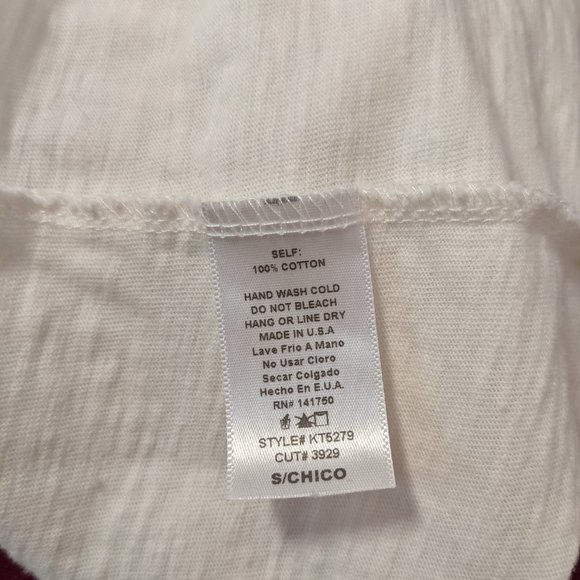 SELF:
100% COTTON
HAND WASH COLD
DO NOT BLEACH
HANG OR LINE DRY
MADE IN U.S.A
Lave Frio A Mano
No Usar Cloro
Secar Colgado
Hecho En E.U.A.
RN# 141750
STYLE# KT5279
CUT# 3929
S/CHICO